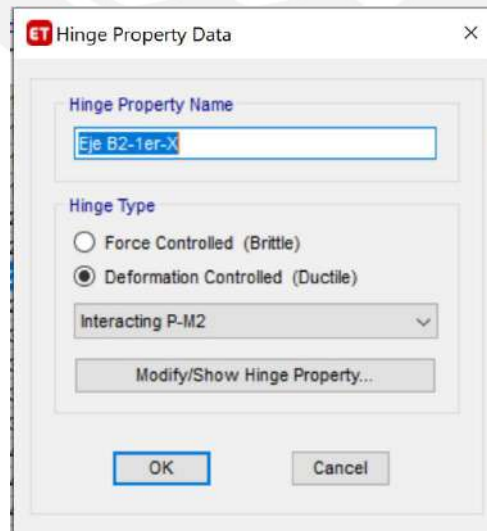 ET Hinge Property Data
Hinge Property Name
Eje B2-1er-X
Hinge Type
Force Controlled (Brittle)
Deformation Controlled (Ductile)
Interacting P-M2
Modify/Show Hinge Property...
OK Cancel